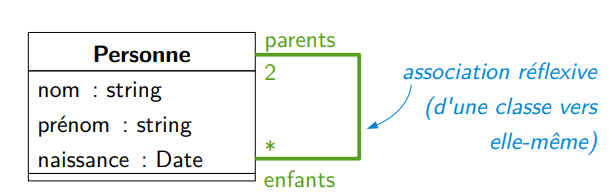 Personne
nom : string
prénom : string
naissance : Date
parents
2
*
enfants
association réflexive
(d'une classe vers
elle-même)